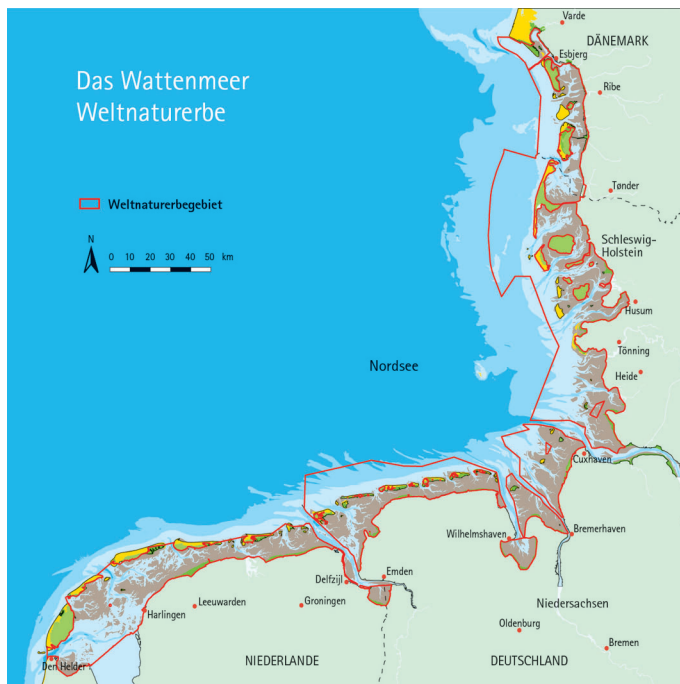 Das Wattenmeer
Weltnaturerbe
Weltnaturerbegebiet
N
0 10 20 30 40 50 km
Varde
DÄNEMARK
Esbjerg
Ribe
Tønder
Schleswig-
Holstein
Husum
Tönning
Nordsee
Heide
Cuxhaven
Wilhelmshaven
Bremerhaven
Delfzijl
Emden
Harlingen
Leeuwarden
Groningen
Niedersachsen
Oldenburg
Bremen
Den Helder
NIEDERLANDE
DEUTSCHLAND